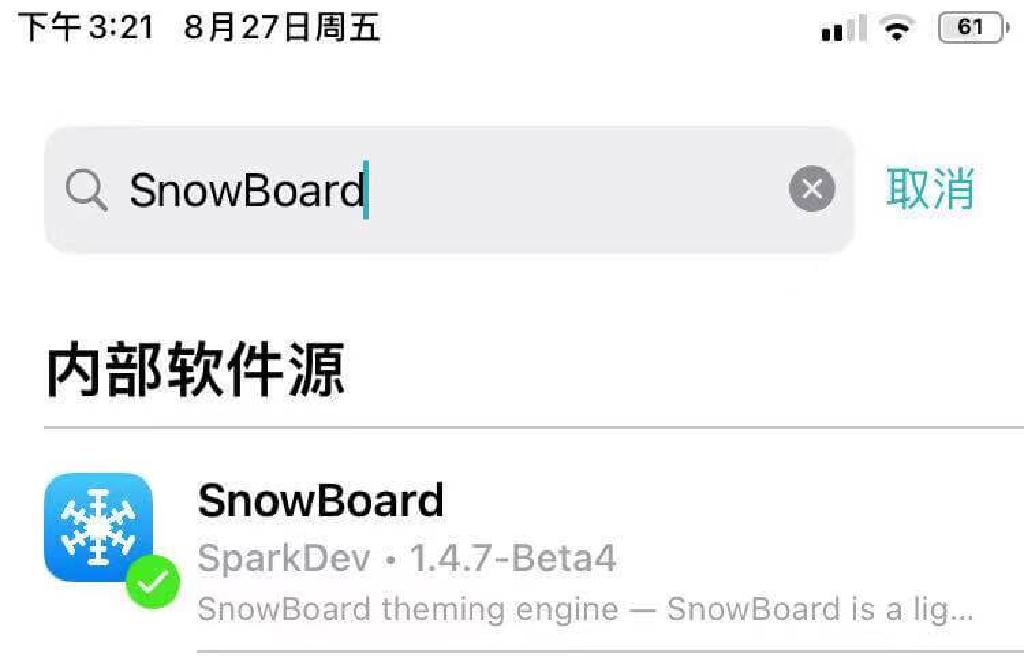 下午3:21 8月27日周五 61
SnowBoard 取消
内部软件源
SnowBoard
SparkDev • 1.4.7-Beta4
SnowBoard theming engine — SnowBoard is a lig...